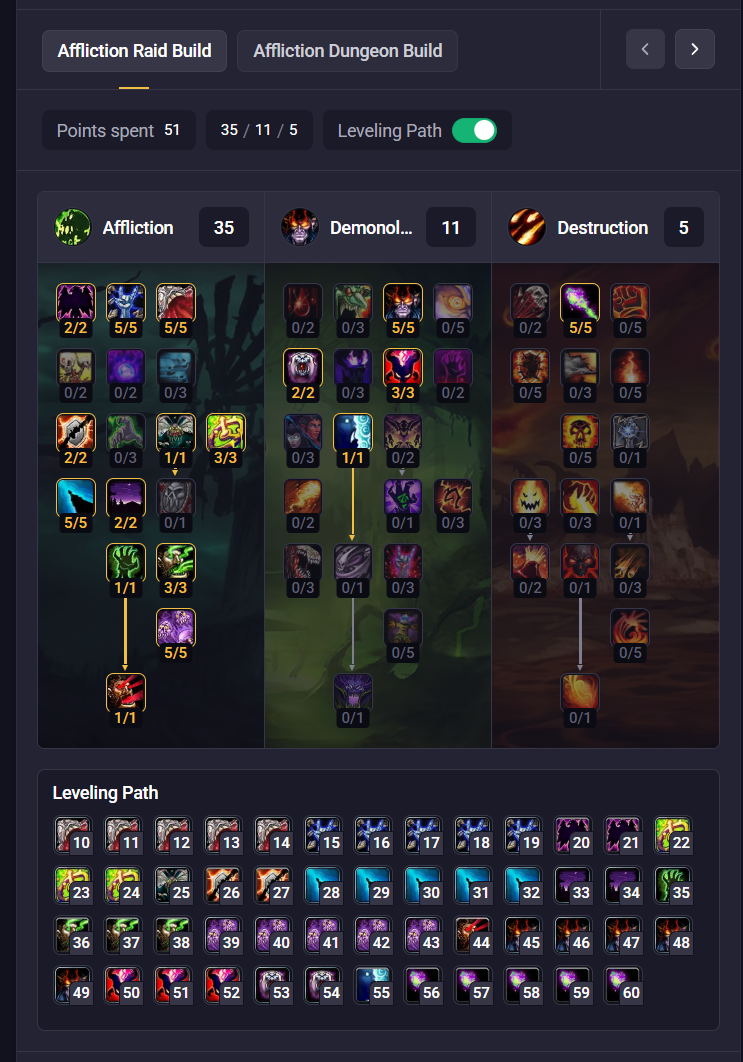 Affliction Raid Build Affliction Dungeon Build
Points spent 51 35 / 11 / 5 Leveling Path
Affliction 35 Demonol... 11 Destruction 5
2/2 5/5 5/5 0/2 0/3 5/5 0/5 0/2 5/5 0/5
0/2 0/2 0/3 2/2 0/3 3/3 0/2 0/5 0/3 0/5
2/2 0/3 1/1 3/3 0/3 1/1 0/2 0/5 0/1
5/5 2/2 0/1 0/2 0/1 0/3 0/3 0/3 0/1
1/1 3/3 0/3 0/1 0/3 0/2 0/1 0/3
5/5 0/5 0/5
1/1 0/1 0/1
Leveling Path
10 11 12 13 14 15 16 17 18 19 20 21 22
23 24 25 26 27 28 29 30 31 32 33 34 35
36 37 38 39 40 41 42 43 44 45 46 47 48
49 50 51 52 53 54 55 56 57 58 59 60